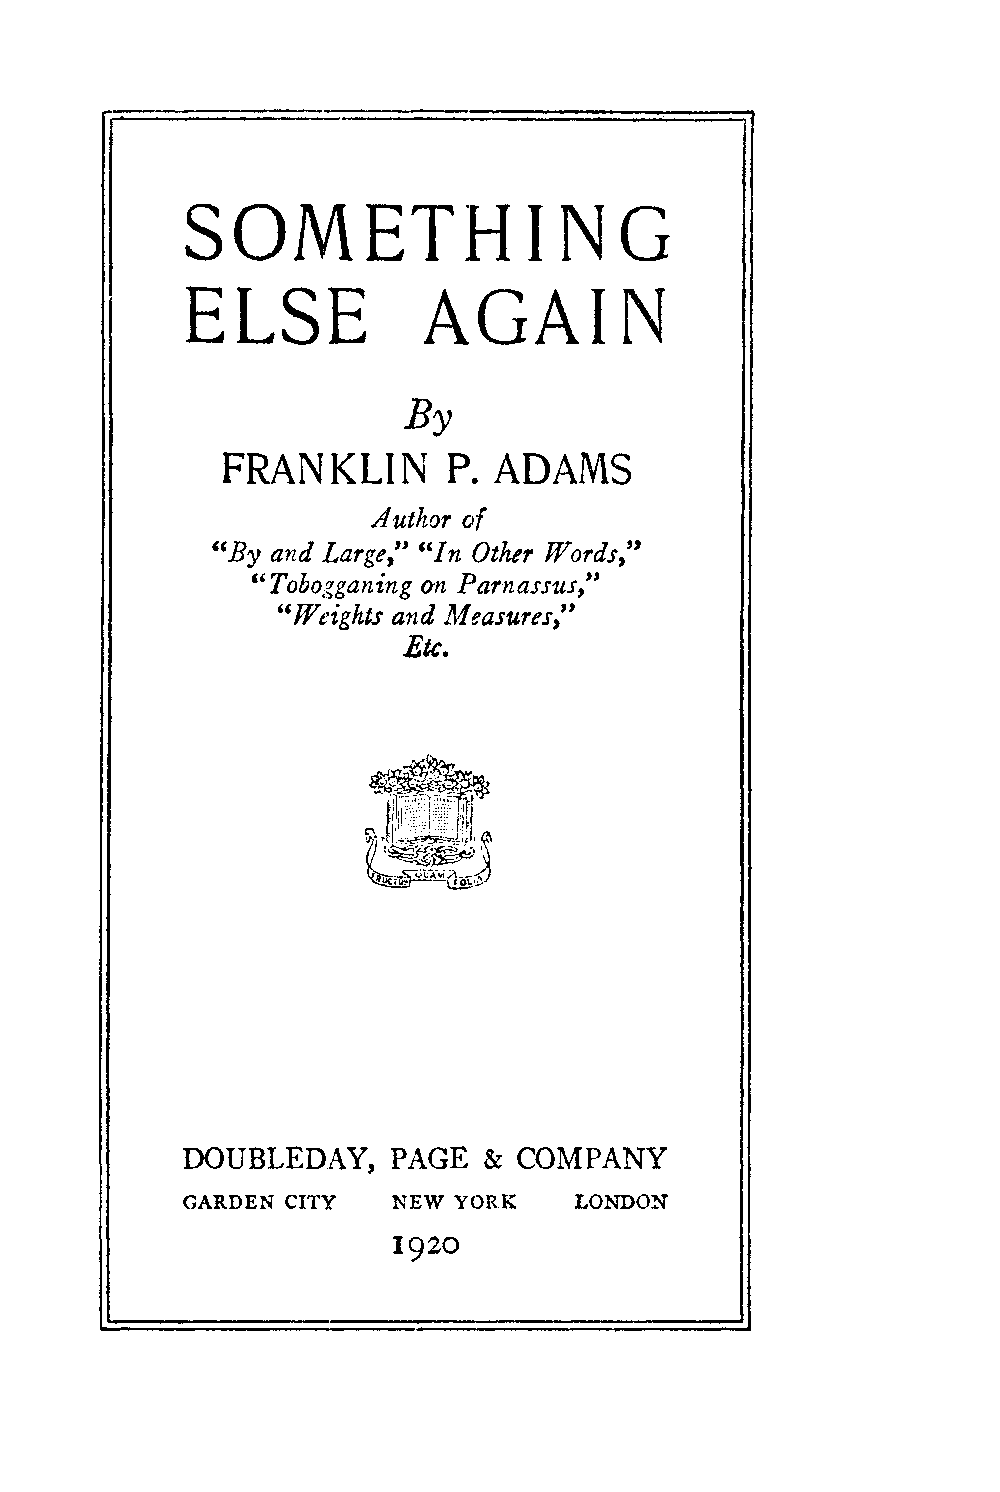 SOMETHING
ELSE AGAIN
By
FRANKLIN P. ADAMS
Author of
“By and Large,” “In Other Words,”
“Tobogganing on Parnassus,”
“Weights and Measures,”
Etc.
QUAM
DOUBLEDAY, PAGE & COMPANY
GARDEN CITY NEW YORK LONDON
1920